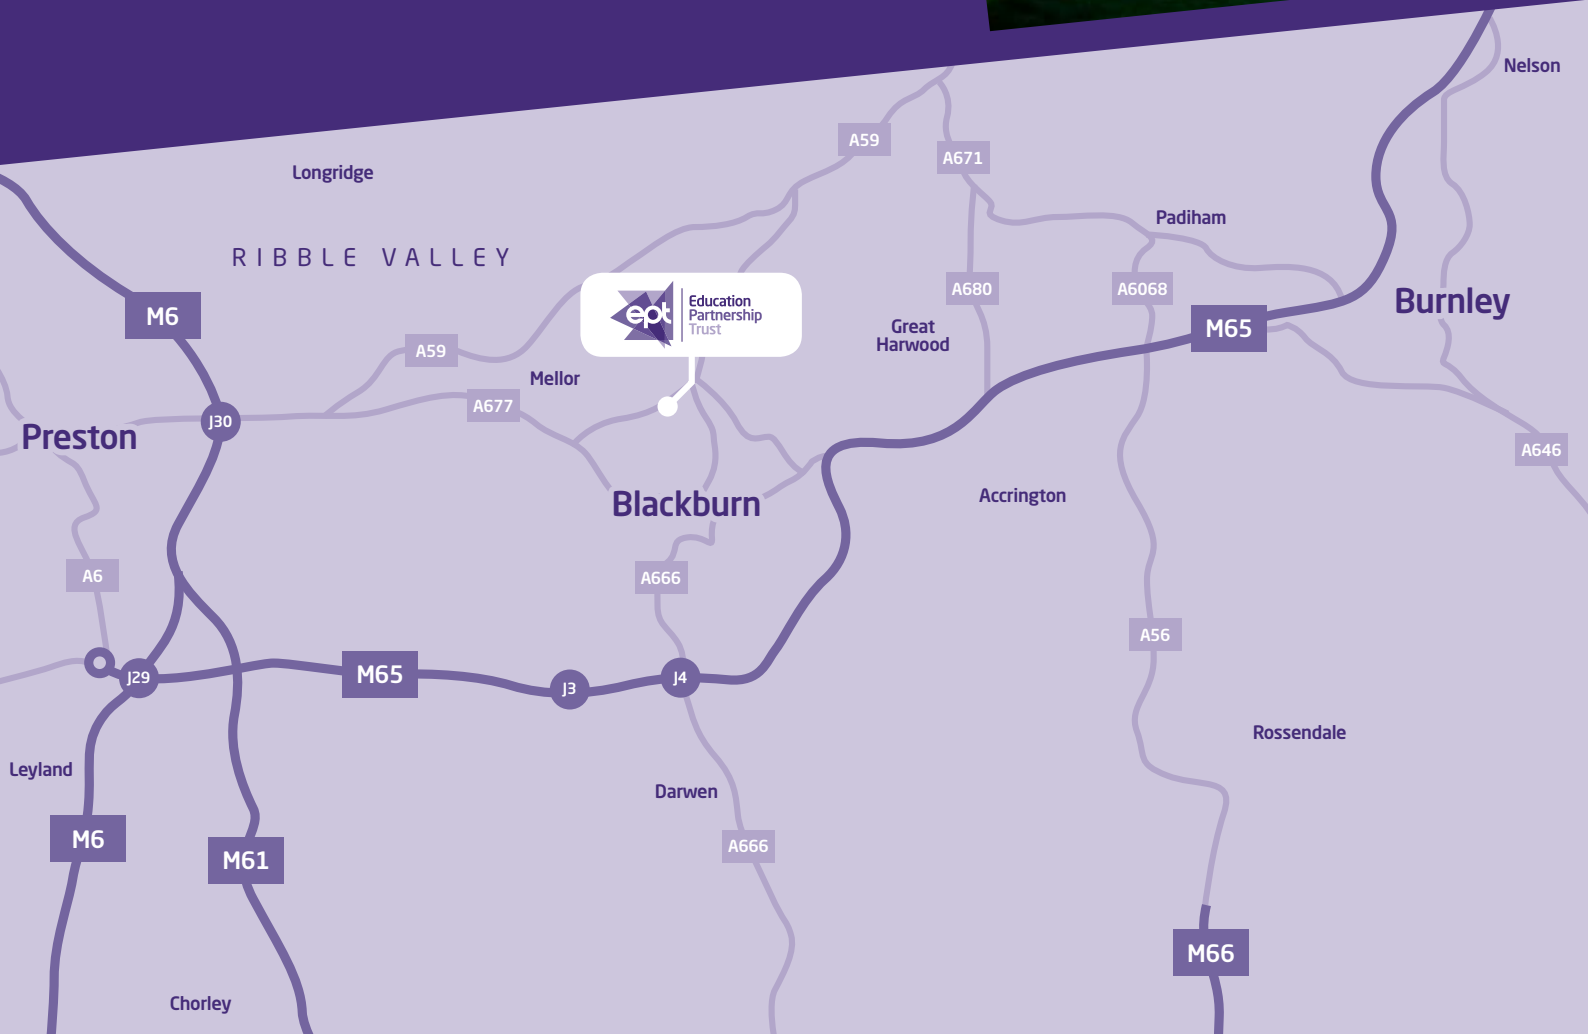 Nelson
A59
A671
Longridge
Padiham
RIBBLE VALLEY
A680
A6068
Burnley
M6
ept
Education
Partnership
Trust
M65
Great
Harwood
A59
Mellor
A677
J30
Preston
A646
Accrington
Blackburn
A6
A666
A56
J29
M65
J3
J4
Rossendale
Leyland
Darwen
M6
A666
M61
M66
Chorley